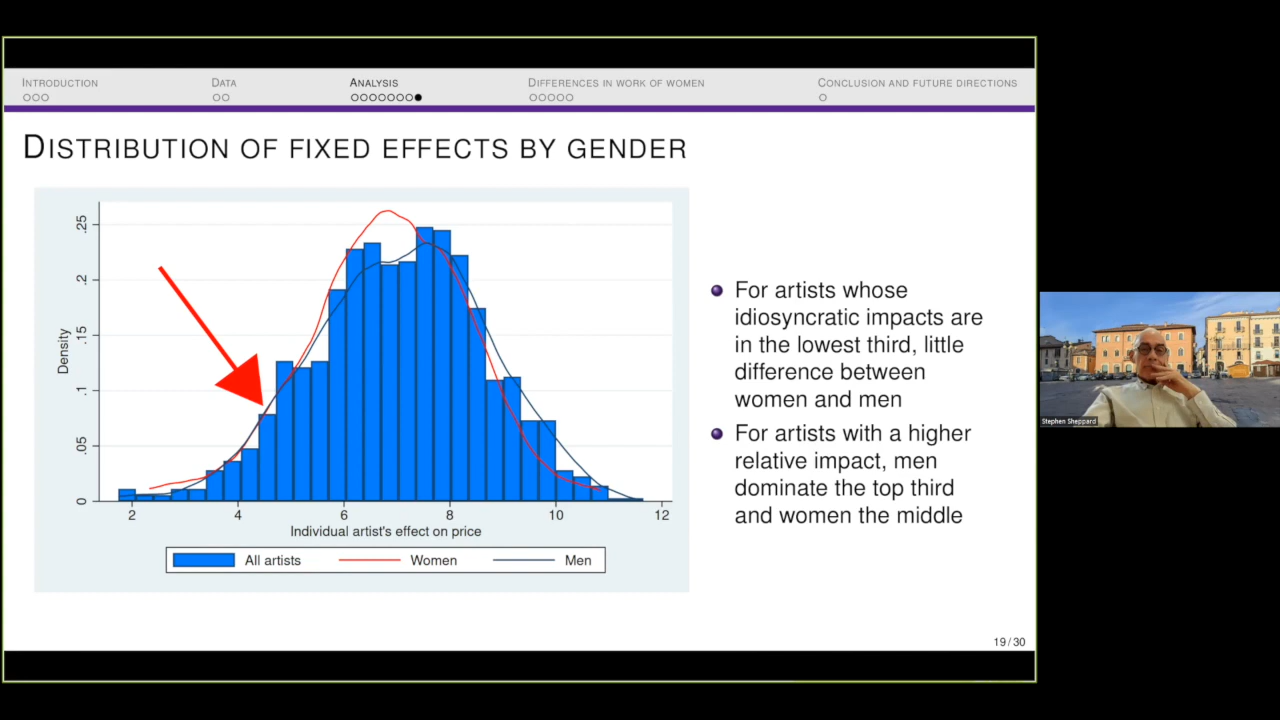 INTRODUCTION
DATA
ANALYSIS
DIFFERENCES IN WORK OF WOMEN
CONCLUSION AND FUTURE DIRECTIONS
DISTRIBUTION OF FIXED EFFECTS BY GENDER
.25
.2
.15
.1
.05
0
Density
2 4 6 8 10 12
Individual artist's effect on price
All artists Women Men
For artists whose
idiosyncratic impacts are
in the lowest third, little
difference between
women and men
For artists with a higher
relative impact, men
dominate the top third
and women the middle
19/30
Stephen Sheppard